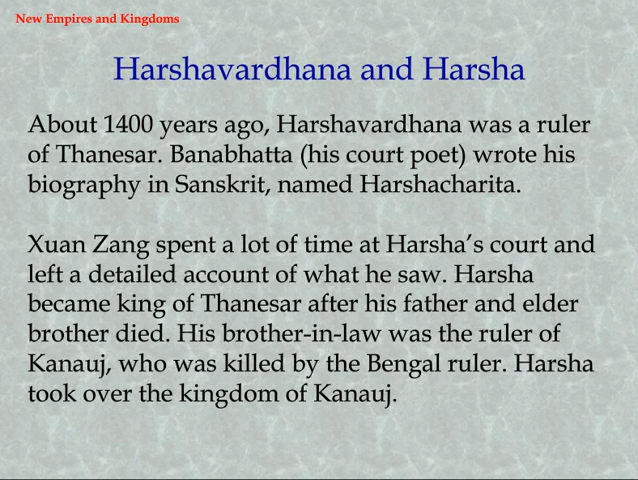 New Empires and Kingdoms
Harshavardhana and Harsha
About 1400 years ago, Harshavardhana was a ruler
of Thanesar. Banabhatta (his court poet) wrote his
biography in Sanskrit, named Harshacharita.
Xuan Zang spent a lot of time at Harsha’s court and
left a detailed account of what he saw. Harsha
became king of Thanesar after his father and elder
brother died. His brother-in-law was the ruler of
Kanauj, who was killed by the Bengal ruler. Harsha
took over the kingdom of Kanauj.